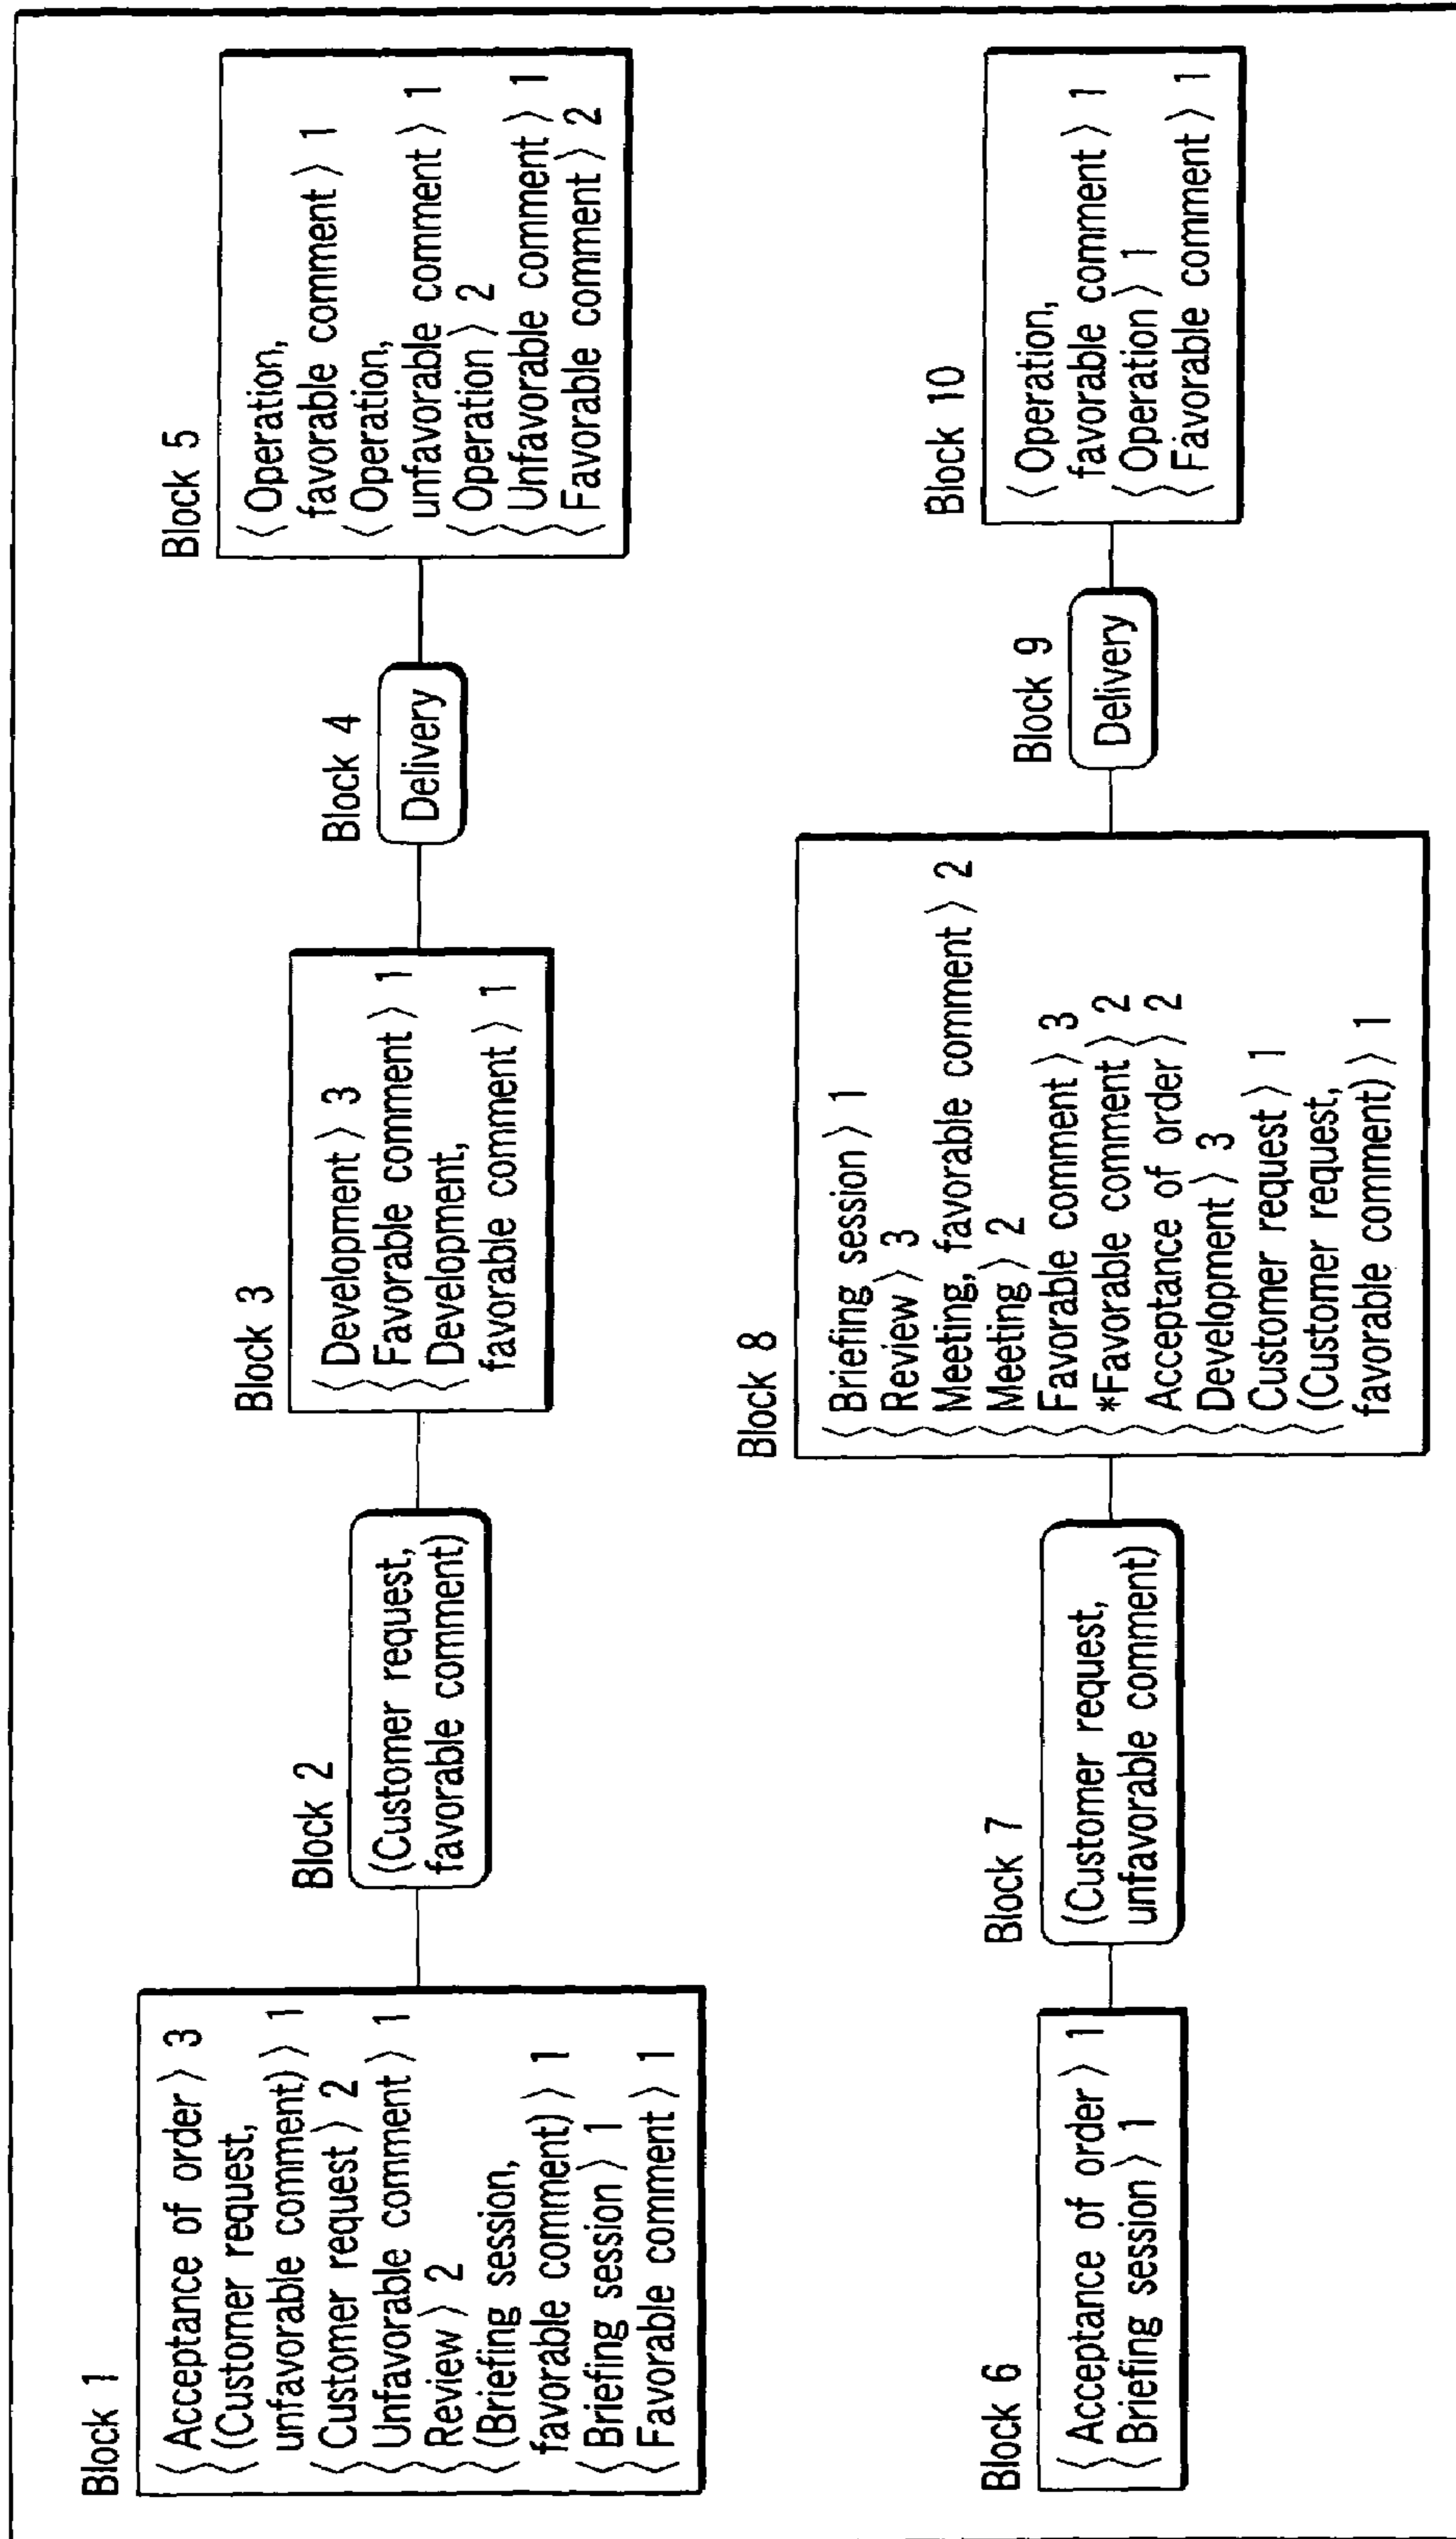 Block 1
⟨Acceptance of order⟩ 3
⟨(Customer request,
unfavorable comment)⟩ 1
⟨Customer request⟩ 2
⟨Unfavorable comment⟩ 1
⟨Review⟩ 2
⟨(Briefing session,
favorable comment)⟩ 1
⟨Briefing session⟩ 1
⟨Favorable comment⟩ 1
Block 2
(Customer request,
favorable comment)
Block 3
⟨Development⟩ 3
⟨Favorable comment⟩ 1
⟨Development,
favorable comment⟩ 1
Block 4
Delivery
Block 5
⟨Operation,
favorable comment⟩ 1
⟨Operation,
unfavorable comment⟩ 1
⟨Operation⟩ 2
⟨Unfavorable comment⟩ 1
⟨Favorable comment⟩ 2
Block 6
⟨Acceptance of order⟩ 1
⟨Briefing session⟩ 1
Block 7
(Customer request,
unfavorable comment)
Block 8
⟨Briefing session⟩ 1
⟨Review⟩ 3
⟨Meeting, favorable comment⟩ 2
⟨Meeting⟩ 2
⟨Favorable comment⟩ 3
⟨*Favorable comment⟩ 2
⟨Acceptance of order⟩ 2
⟨Development⟩ 3
⟨Customer request⟩ 1
⟨(Customer request,
favorable comment)⟩ 1
Block 9
Delivery
Block 10
⟨Operation,
favorable comment⟩ 1
⟨Operation⟩ 1
⟨Favorable comment⟩ 1